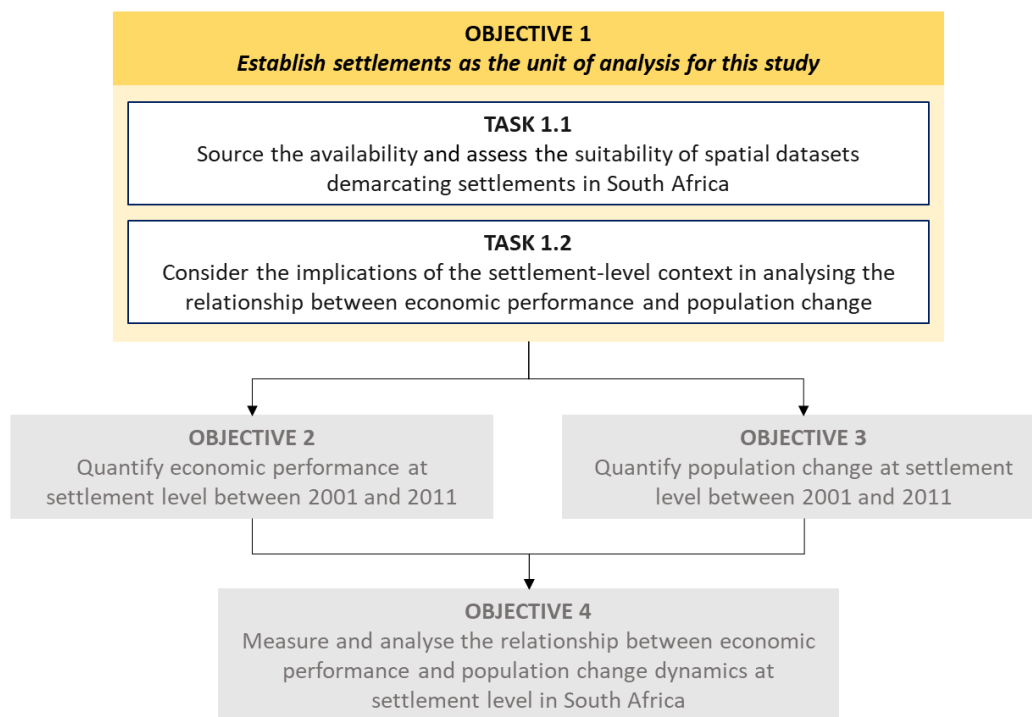 OBJECTIVE 1
Establish settlements as the unit of analysis for this study
TASK 1.1
Source the availability and assess the suitability of spatial datasets
demarcating settlements in South Africa
TASK 1.2
Consider the implications of the settlement-level context in analysing the
relationship between economic performance and population change
OBJECTIVE 2
Quantify economic performance at
settlement level between 2001 and 2011
OBJECTIVE 3
Quantify population change at settlement
level between 2001 and 2011
OBJECTIVE 4
Measure and analyse the relationship between economic
performance and population change dynamics at
settlement level in South Africa